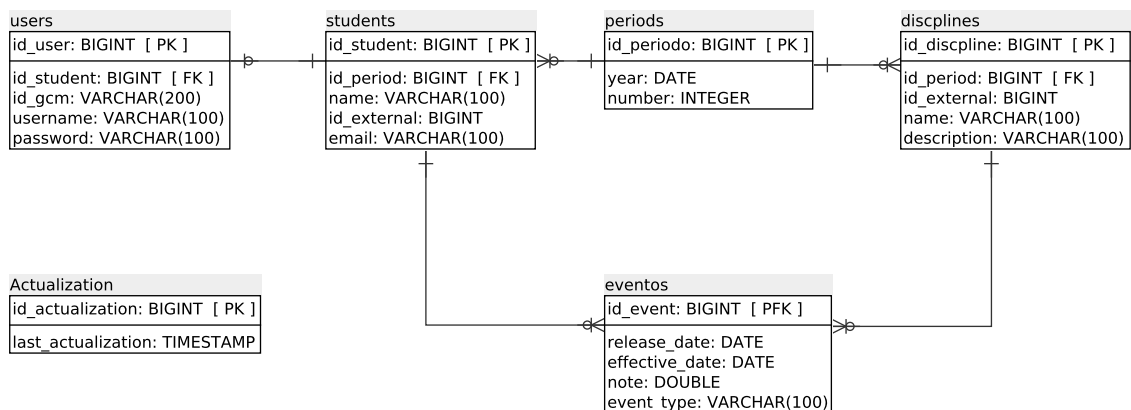 users
id_user: BIGINT [ PK ]
id_student: BIGINT [ FK ]
id_gcm: VARCHAR(200)
username: VARCHAR(100)
password: VARCHAR(100)
students
id_student: BIGINT [ PK ]
id_period: BIGINT [ FK ]
name: VARCHAR(100)
id_external: BIGINT
email: VARCHAR(100)
periods
id_periodo: BIGINT [ PK ]
year: DATE
number: INTEGER
discplines
id_discpline: BIGINT [ PK ]
id_period: BIGINT [ FK ]
id_external: BIGINT
name: VARCHAR(100)
description: VARCHAR(100)
Actualization
id_actualization: BIGINT [ PK ]
last_actualization: TIMESTAMP
eventos
id_event: BIGINT [ PFK ]
release_date: DATE
effective_date: DATE
note: DOUBLE
event_type: VARCHAR(100)